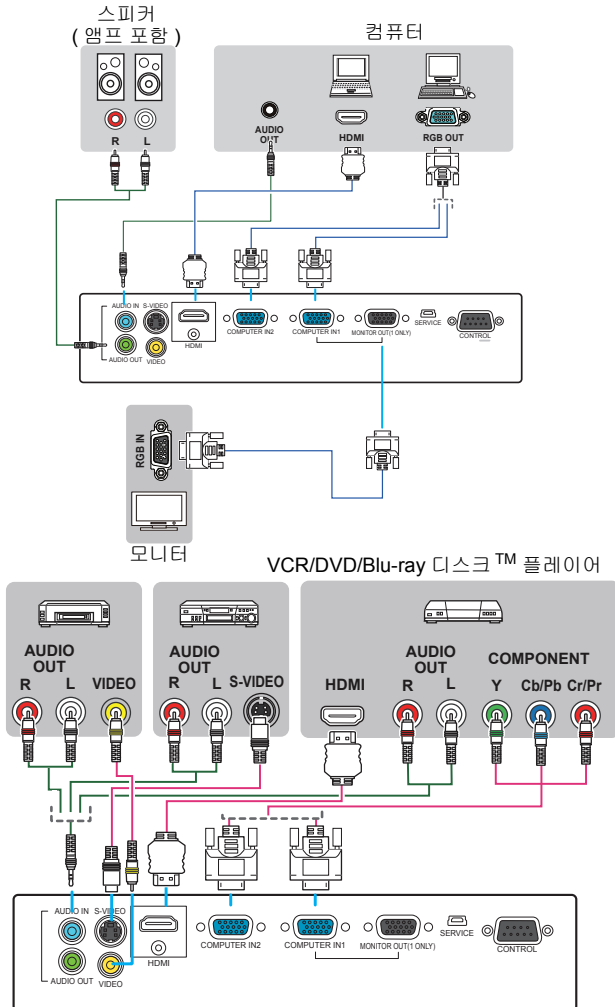 스피커
( 앰프 포함 )
컴퓨터
R L
AUDIO
OUT
HDMI
RGB OUT
AUDIO IN
S-VIDEO
AUDIO OUT
VIDEO
HDMI
COMPUTER IN2
COMPUTER IN1
MONITOR OUT(1 ONLY)
SERVICE
CONTROL
RGB IN
모니터
VCR/DVD/Blu-ray 디스크™ 플레이어
AUDIO
OUT
R L VIDEO
AUDIO
OUT
R L S-VIDEO
HDMI
AUDIO
OUT
R L
COMPONENT
Y Cb/Pb Cr/Pr
AUDIO IN
S-VIDEO
AUDIO OUT
VIDEO
HDMI
COMPUTER IN2
COMPUTER IN1
MONITOR OUT(1 ONLY)
SERVICE
CONTROL